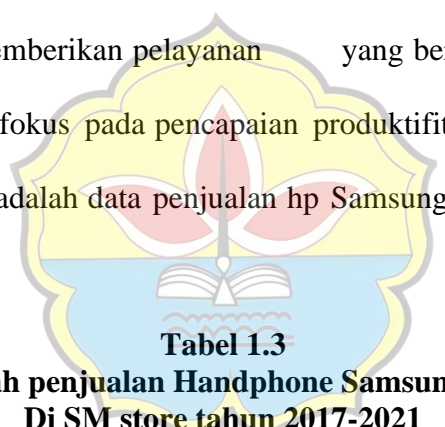 emberikan pelayanan yang be
fokus pada pencapaian produktifit
adalah data penjualan hp Samsung
Tabel 1.3
ah penjualan Handphone Samsun
Di SM store tahun 2017-2021